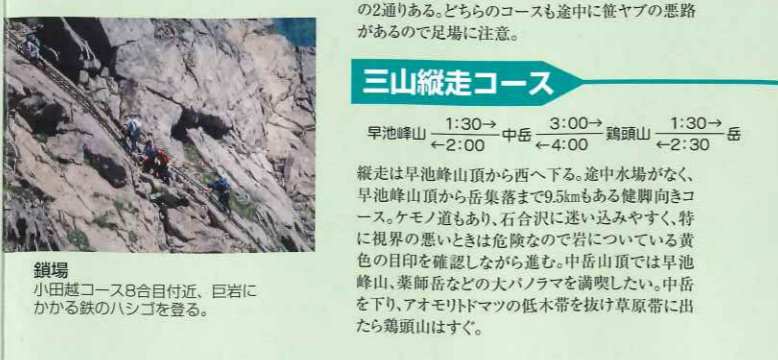 の2通りある。どちらのコースも途中に笹ヤブの悪路
があるので足場に注意。
三山縦走コース
早池峰山 1:30→ 中岳 3:00→ 鶏頭山 1:30→ 岳
←2:00 ←4:00 ←2:30
縦走は早池峰山頂から西へ下る。途中水場がなく、
早池峰山頂から岳集落まで9.5kmもある健脚向きコ
ース。ケモノ道もあり、石合沢に迷い込みやすく、特
に視界の悪いときは危険なので岩についている黄
色の目印を確認しながら進む。中岳山頂では早池
峰山、薬師岳などの大パノラマを満喫したい。中岳
を下り、アオモリトドマツの低木帯を抜け草原帯に出
たら鶏頭山はすぐ。
鎖場
小田越コース8合目付近、巨岩に
かかる鉄のハシゴを登る。